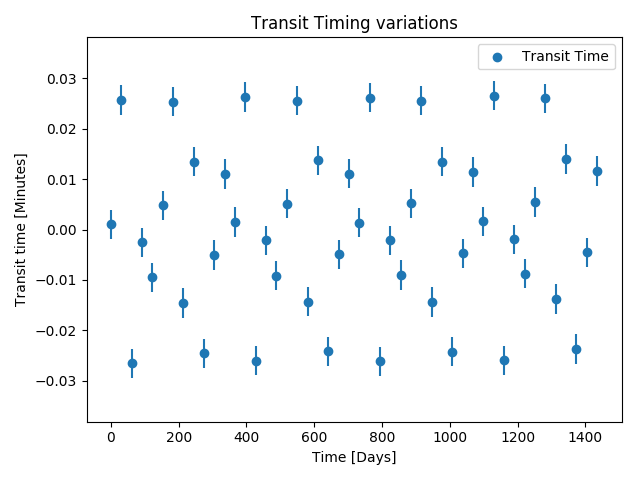 Transit Timing variations
Transit Time
Transit time [Minutes]
0.03
0.02
0.01
0.00
−0.01
−0.02
−0.03
0 200 400 600 800 1000 1200 1400
Time [Days]